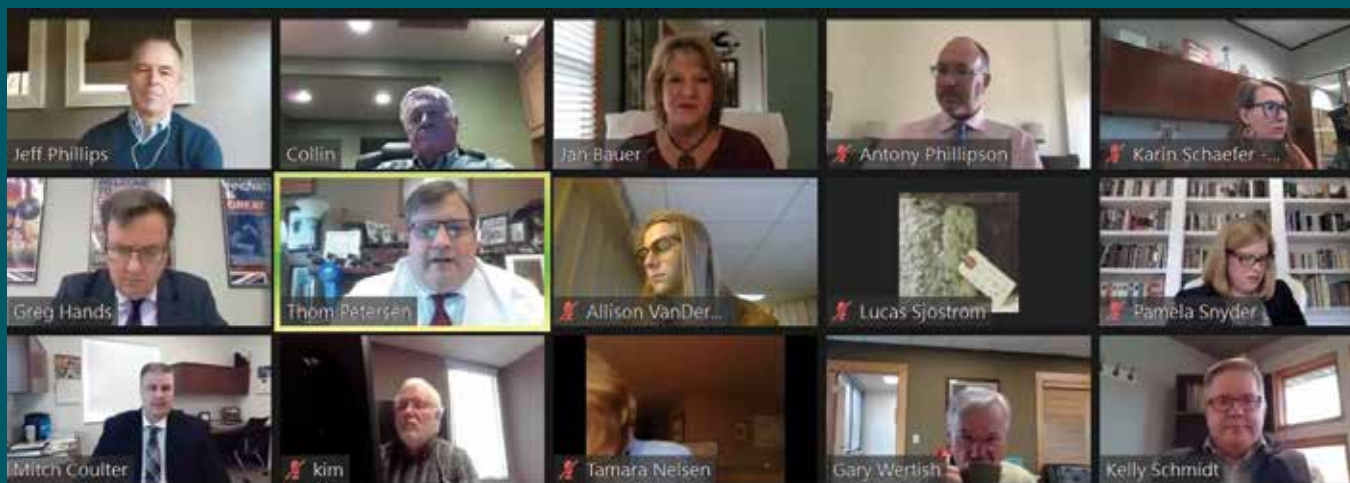 Jeff Phillips
Collin
Jan Bauer
Antony Phillipson
Karin Schaefer -...
Greg Hands
Thom Petersen
Allison VanDer...
Lucas Sjostrom
Pamela Snyder
Mitch Coulter
kim
Tamara Nelsen
Gary Wertish
Kelly Schmidt
GREAT